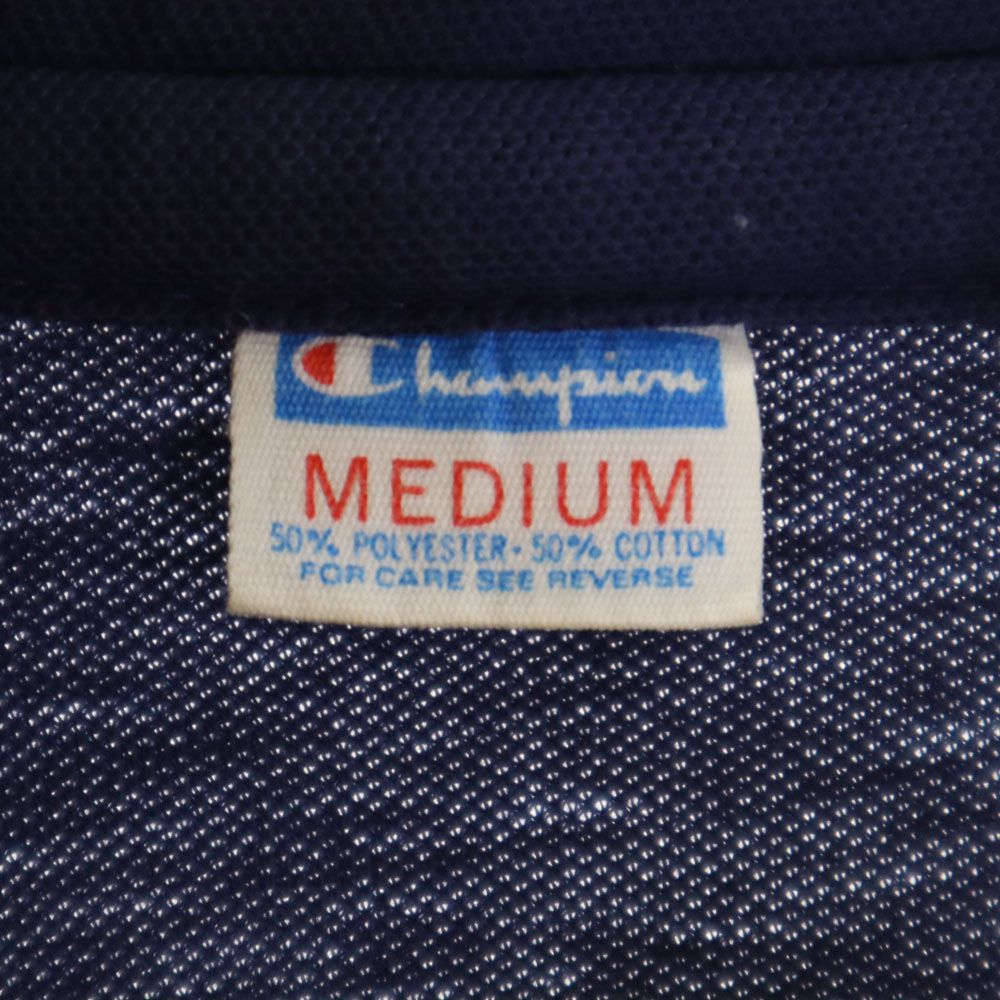 Champion
MEDIUM
50% POLYESTER · 50% COTTON
FOR CARE SEE REVERSE